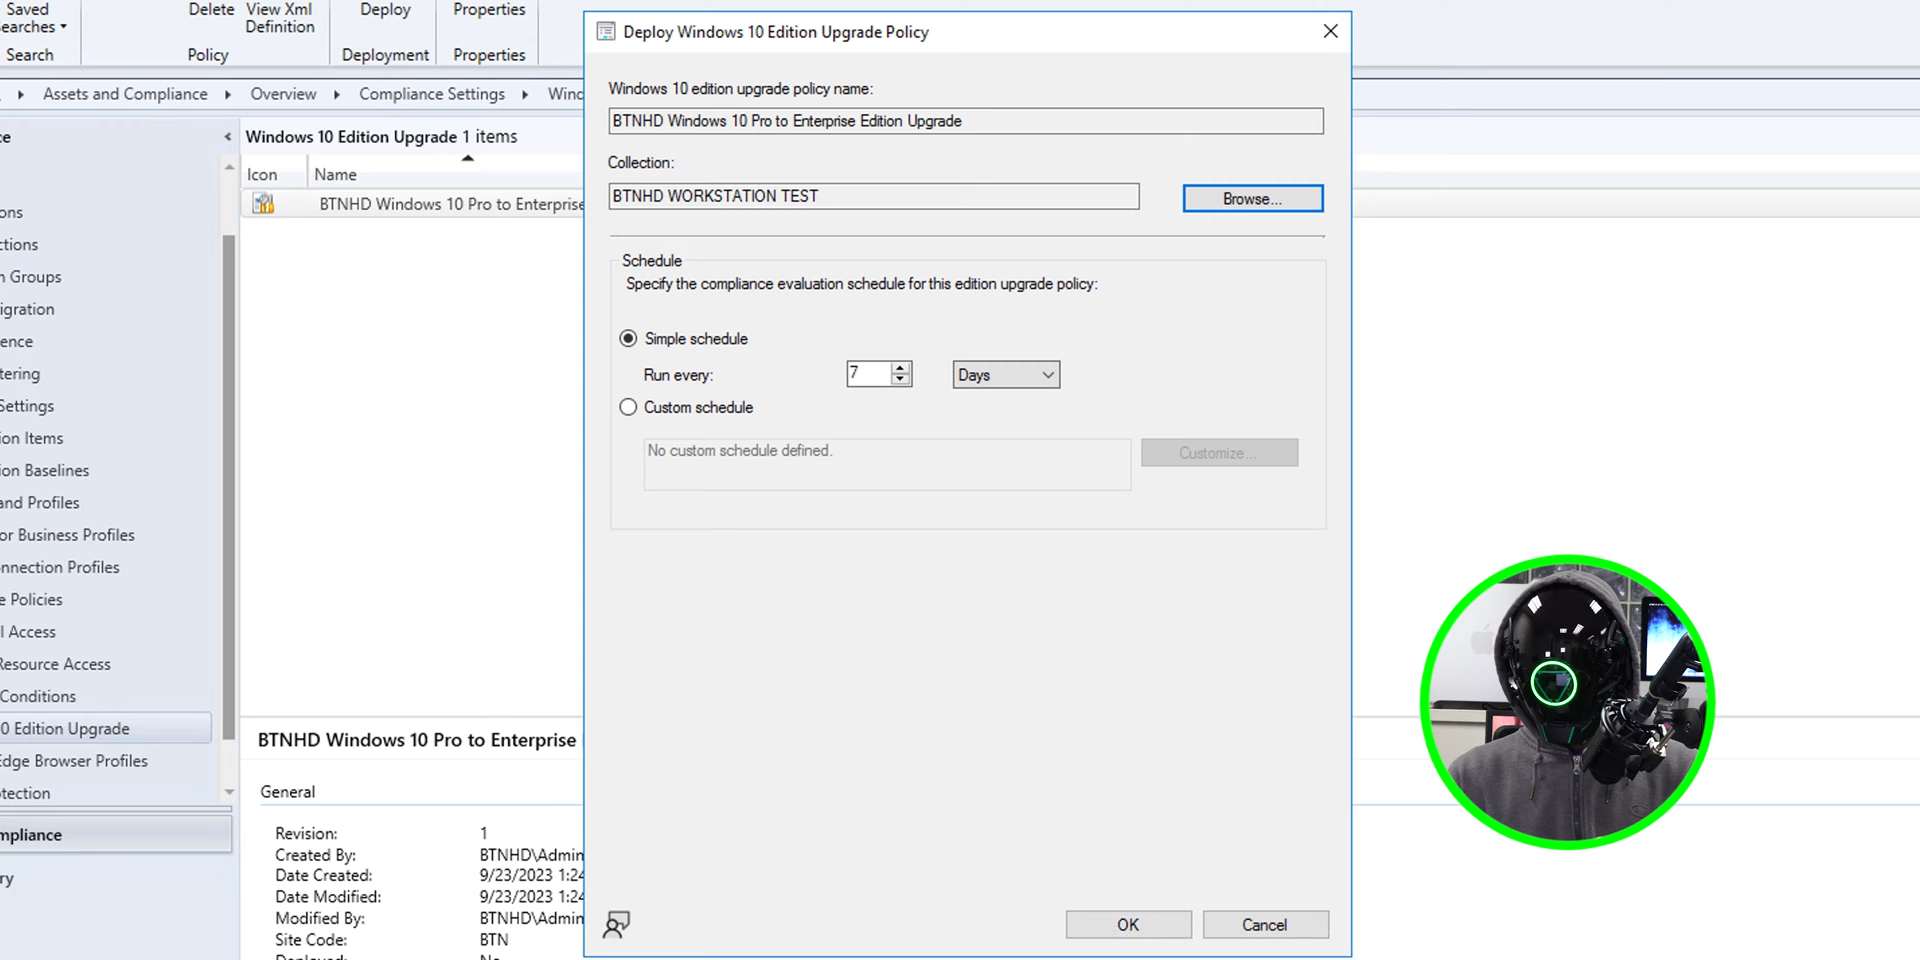 Saved
earches
Search
Delete
View Xml
Definition
Policy
Deploy
Deployment
Properties
Properties
Assets and Compliance
Overview
Compliance Settings
Wind
ce
ons
ctions
n Groups
igration
ence
tering
Settings
ion Items
ion Baselines
and Profiles
or Business Profiles
nnection Profiles
e Policies
l Access
Resource Access
Conditions
0 Edition Upgrade
Edge Browser Profiles
tection
mpliance
ry
Windows 10 Edition Upgrade 1 items
Icon
Name
BTNHD Windows 10 Pro to Enterprise
BTNHD Windows 10 Pro to Enterprise
General
Revision: 1
Created By: BTNHD\Admin
Date Created: 9/23/2023 1:24
Date Modified: 9/23/2023 1:24
Modified By: BTNHD\Admin
Site Code: BTN
Deploy Windows 10 Edition Upgrade Policy
Windows 10 edition upgrade policy name:
BTNHD Windows 10 Pro to Enterprise Edition Upgrade
Collection:
BTNHD WORKSTATION TEST
Browse...
Schedule
Specify the compliance evaluation schedule for this edition upgrade policy:
Simple schedule
Run every: 7 Days
Custom schedule
No custom schedule defined.
Customize...
OK
Cancel